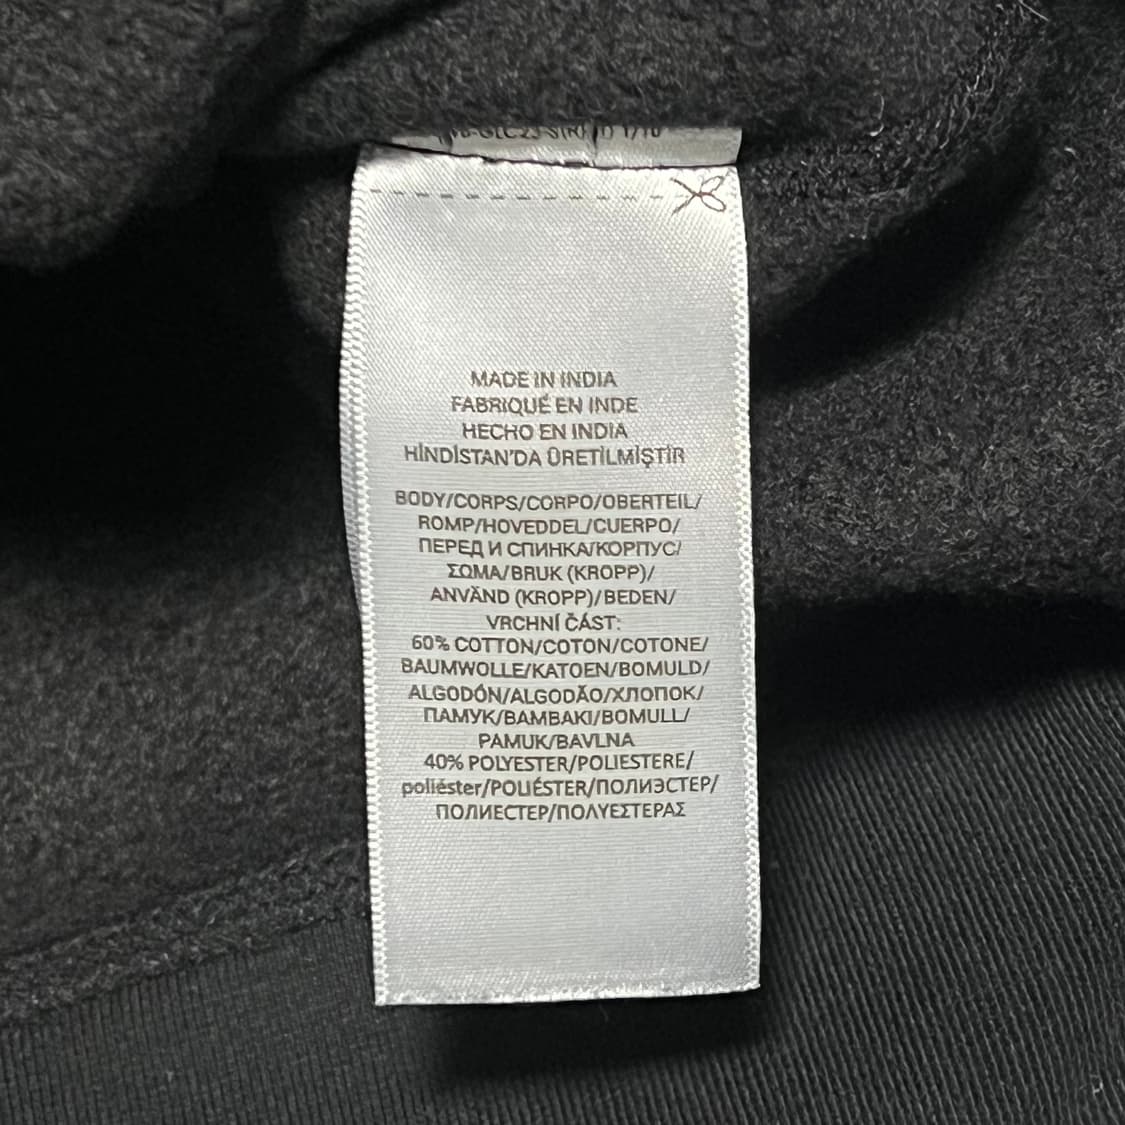 MADE IN INDIA
FABRIQUÉ EN INDE
HECHO EN INDIA
HİNDİSTAN'DA ÜRETİLMİŞTİR
BODY/CORPS/CORPO/OBERTEIL/
ROMP/HOVEDDEL/CUERPO/
ПЕРЕД И СПИНКА/КОРПУС/
ΣΩΜΑ/BRUK (KROPP)/
ANVÄND (KROPP)/BEDEN/
VRCHNÍ ČÁST:
60% COTTON/COTON/COTONE/
BAUMWOLLE/KATOEN/BOMULD/
ALGODÓN/ALGODÃO/ХЛОПОК/
ПАМУК/BAMBAKI/BOMULL/
PAMUK/BAVLNA
40% POLYESTER/POLIESTERE/
poliéster/POLIÉSTER/ПОЛИЭСТЕР/
ПОЛИЕСТЕР/ΠΟΛΥΕΣΤΕΡΑΣ